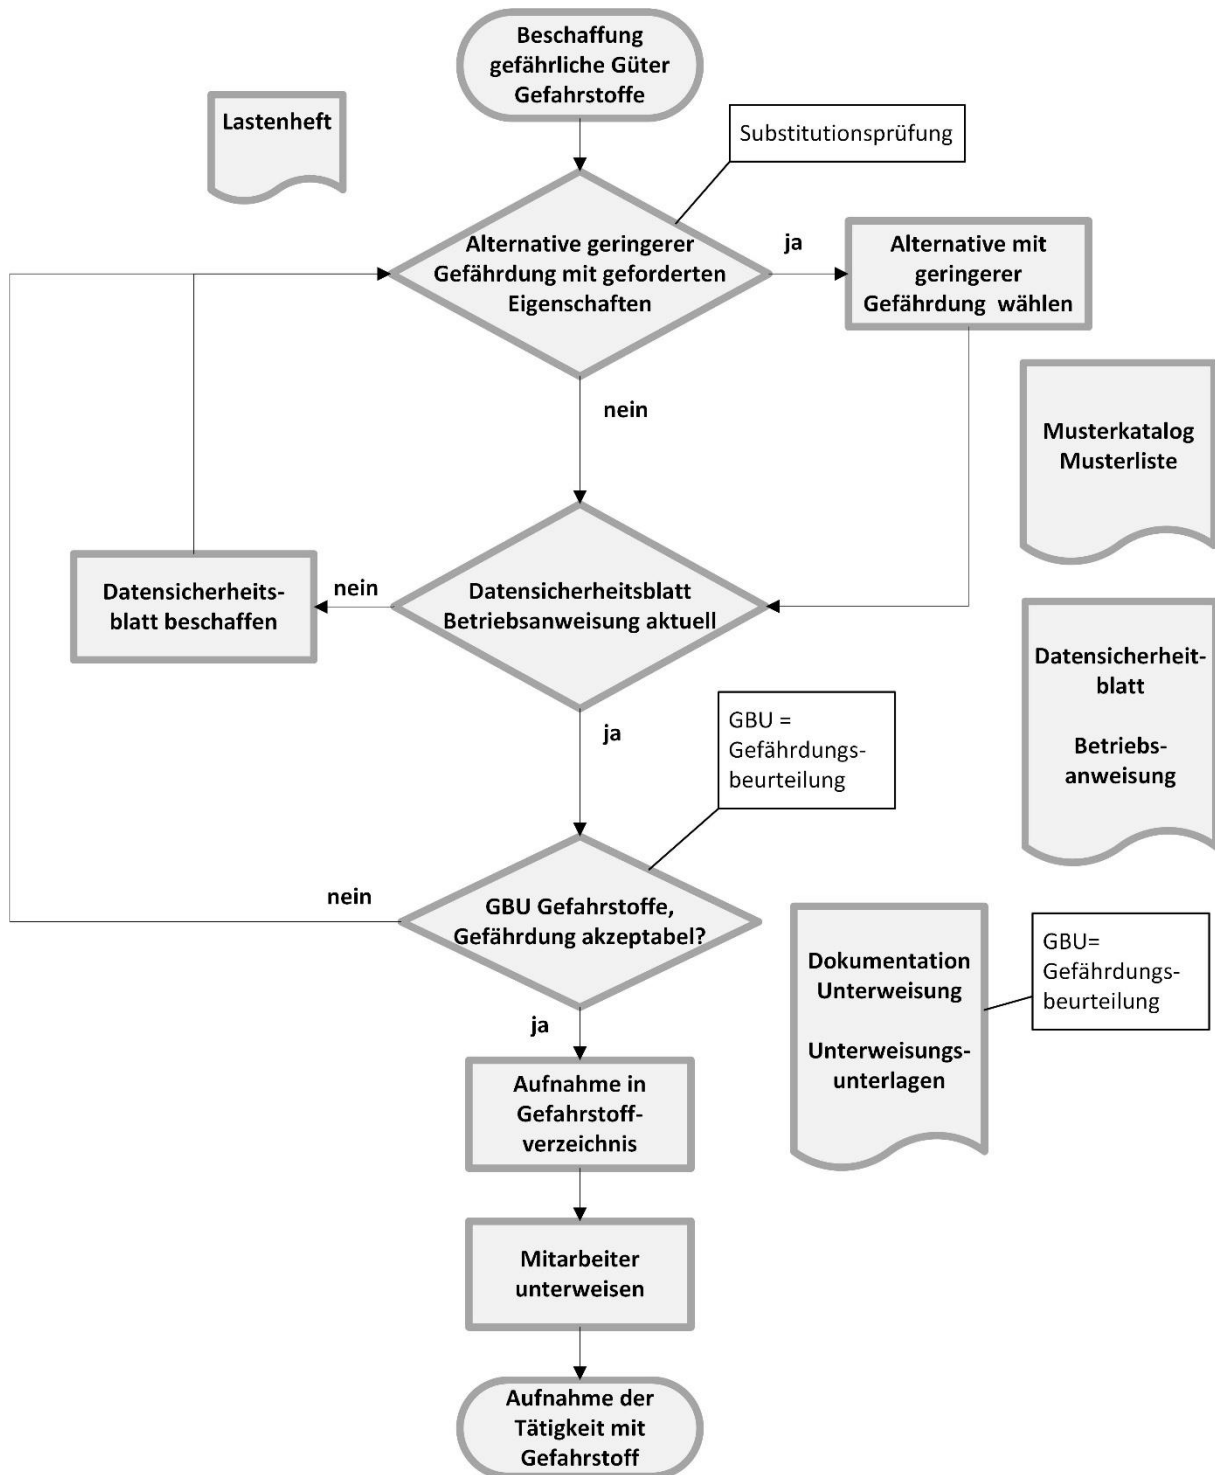 Beschaffung
gefährliche Güter
Gefahrstoffe
Lastenheft
Substitutionsprüfung
Alternative geringerer
Gefährdung mit geforderten
Eigenschaften
ja
Alternative mit
geringerer
Gefährdung wählen
nein
Musterkatalog
Musterliste
Datensicherheits-
blatt beschaffen
nein
Datensicherheitsblatt
Betriebsanweisung aktuell
Datensicherheit-
blatt
Betriebs-
anweisung
ja
GBU =
Gefährdungs-
beurteilung
nein
GBU Gefahrstoffe,
Gefährdung akzeptabel?
Dokumentation
Unterweisung
Unterweisungs-
unterlagen
GBU=
Gefährdungs-
beurteilung
ja
Aufnahme in
Gefahrstoff-
verzeichnis
Mitarbeiter
unterweisen
Aufnahme der
Tätigkeit mit
Gefahrstoff